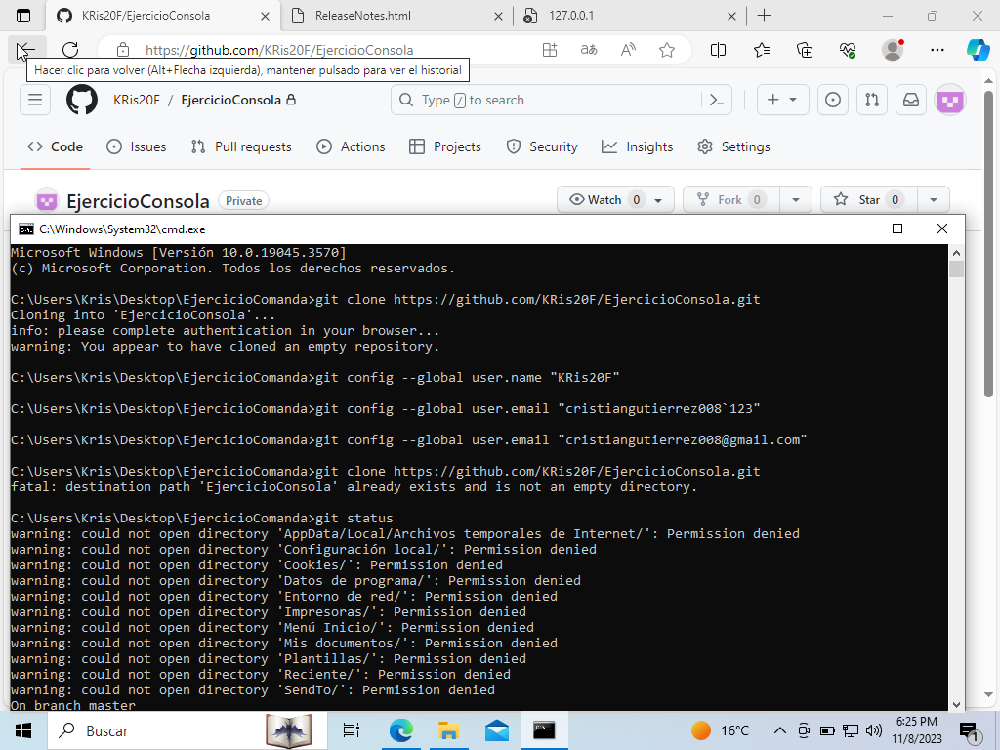 KRis20F/EjercicioConsola
ReleaseNotes.html
127.0.0.1
https://github.com/KRis20F/EjercicioConsola
Hacer clic para volver (Alt+Flecha izquierda), mantener pulsado para ver el historial
KRis20F / EjercicioConsola
Type / to search
Code
Issues
Pull requests
Actions
Projects
Security
Insights
Settings
EjercicioConsola
Private
Watch 0
Fork 0
Star 0
C:\Windows\System32\cmd.exe
Microsoft Windows [Versión 10.0.19045.3570]
(c) Microsoft Corporation. Todos los derechos reservados.
C:\Users\Kris\Desktop\EjercicioComanda>git clone https://github.com/KRis20F/EjercicioConsola.git
Cloning into 'EjercicioConsola'...
info: please complete authentication in your browser...
warning: You appear to have cloned an empty repository.
C:\Users\Kris\Desktop\EjercicioComanda>git config --global user.name "KRis20F"
C:\Users\Kris\Desktop\EjercicioComanda>git config --global user.email "cristiangutierrez008`123"
C:\Users\Kris\Desktop\EjercicioComanda>git config --global user.email "cristiangutierrez008@gmail.com"
C:\Users\Kris\Desktop\EjercicioComanda>git clone https://github.com/KRis20F/EjercicioConsola.git
fatal: destination path 'EjercicioConsola' already exists and is not an empty directory.
C:\Users\Kris\Desktop\EjercicioComanda>git status
warning: could not open directory 'AppData/Local/Archivos temporales de Internet/': Permission denied
warning: could not open directory 'Configuración local/': Permission denied
warning: could not open directory 'Cookies/': Permission denied
warning: could not open directory 'Datos de programa/': Permission denied
warning: could not open directory 'Entorno de red/': Permission denied
warning: could not open directory 'Impresoras/': Permission denied
warning: could not open directory 'Menú Inicio/': Permission denied
warning: could not open directory 'Mis documentos/': Permission denied
warning: could not open directory 'Plantillas/': Permission denied
warning: could not open directory 'Reciente/': Permission denied
warning: could not open directory 'SendTo/': Permission denied
On branch master
Buscar
16°C
6:25 PM
11/8/2023
1